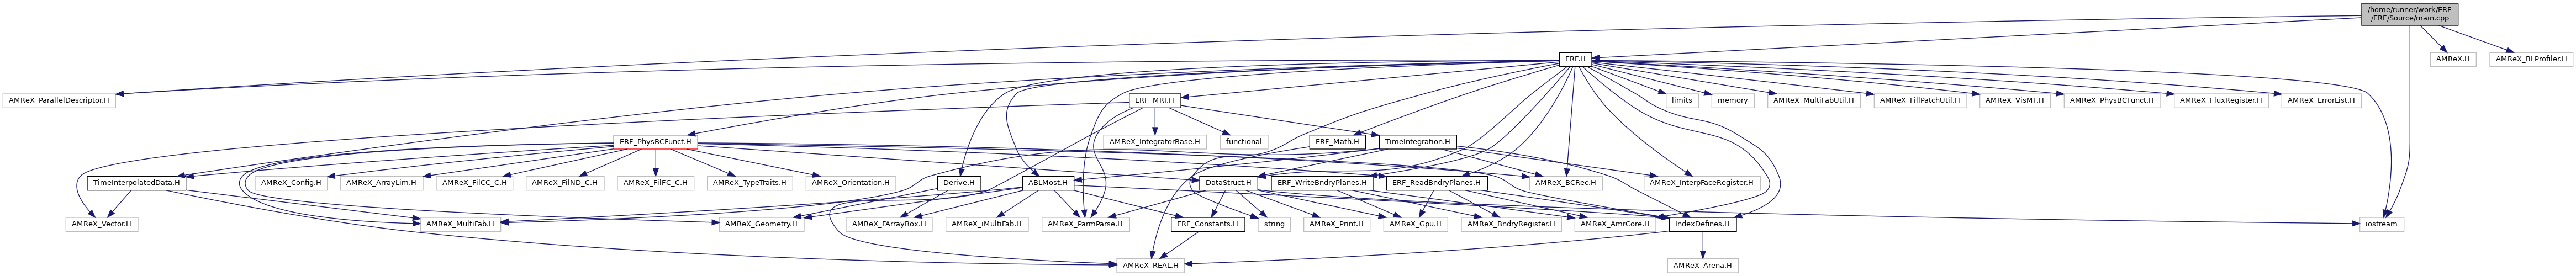 /home/runner/work/ERF
/ERF/Source/main.cpp
ERF.H
AMReX.H
AMReX_BLProfiler.H
AMReX_ParallelDescriptor.H
ERF_MRI.H
limits
memory
AMReX_MultiFabUtil.H
AMReX_FillPatchUtil.H
AMReX_VisMF.H
AMReX_PhysBCFunct.H
AMReX_FluxRegister.H
AMReX_ErrorList.H
ERF_PhysBCFunct.H
AMReX_IntegratorBase.H
functional
ERF_Math.H
TimeIntegration.H
TimeInterpolatedData.H
AMReX_Config.H
AMReX_ArrayLim.H
AMReX_FilCC_C.H
AMReX_FilND_C.H
AMReX_FilFC_C.H
AMReX_TypeTraits.H
AMReX_Orientation.H
Derive.H
ABLMost.H
DataStruct.H
ERF_WriteBndryPlanes.H
ERF_ReadBndryPlanes.H
AMReX_BCRec.H
AMReX_InterpFaceRegister.H
AMReX_Vector.H
AMReX_MultiFab.H
AMReX_Geometry.H
AMReX_FArrayBox.H
AMReX_iMultiFab.H
AMReX_ParmParse.H
ERF_Constants.H
string
AMReX_Print.H
AMReX_Gpu.H
AMReX_BndryRegister.H
AMReX_AmrCore.H
IndexDefines.H
iostream
AMReX_REAL.H
AMReX_Arena.H